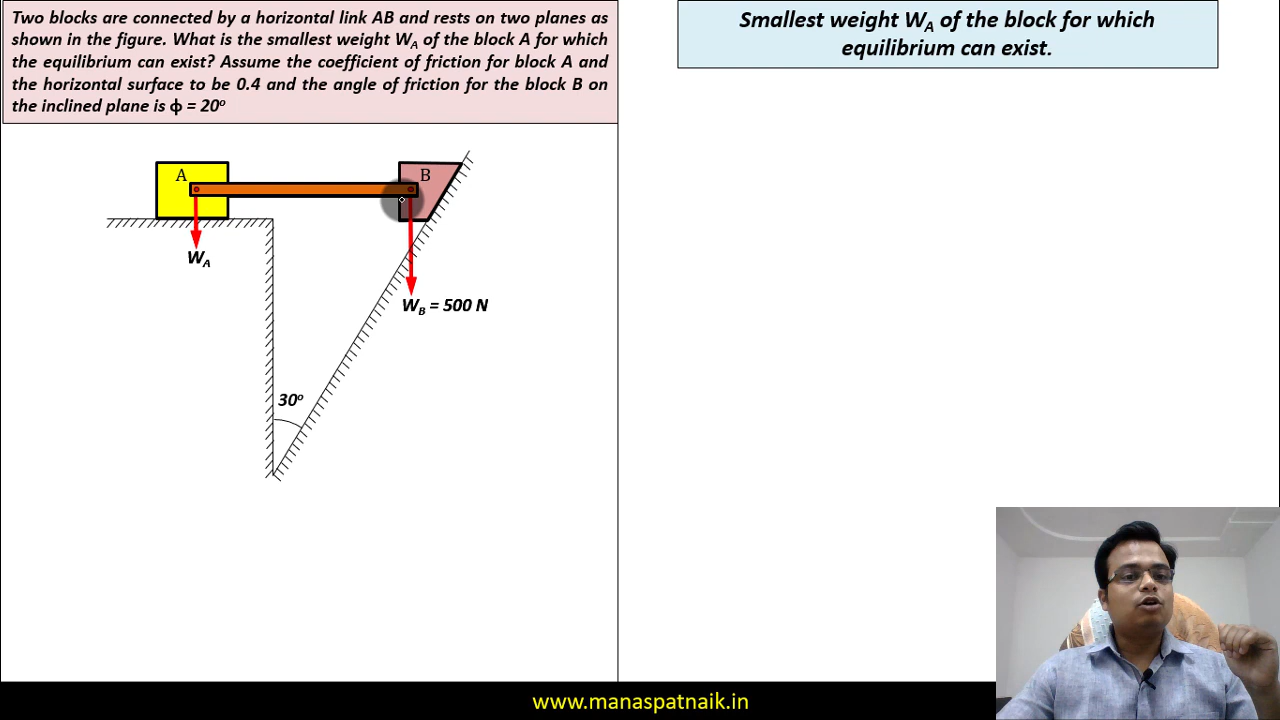 Two blocks are connected by a horizontal link AB and rests on two planes as
shown in the figure. What is the smallest weight WA of the block A for which
the equilibrium can exist? Assume the coefficient of friction for block A and
the horizontal surface to be 0.4 and the angle of friction for the block B on
the inclined plane is ϕ = 20º
Smallest weight WA of the block for which
equilibrium can exist.
A
B
WA
WB = 500 N
30º
www.manaspatnaik.in